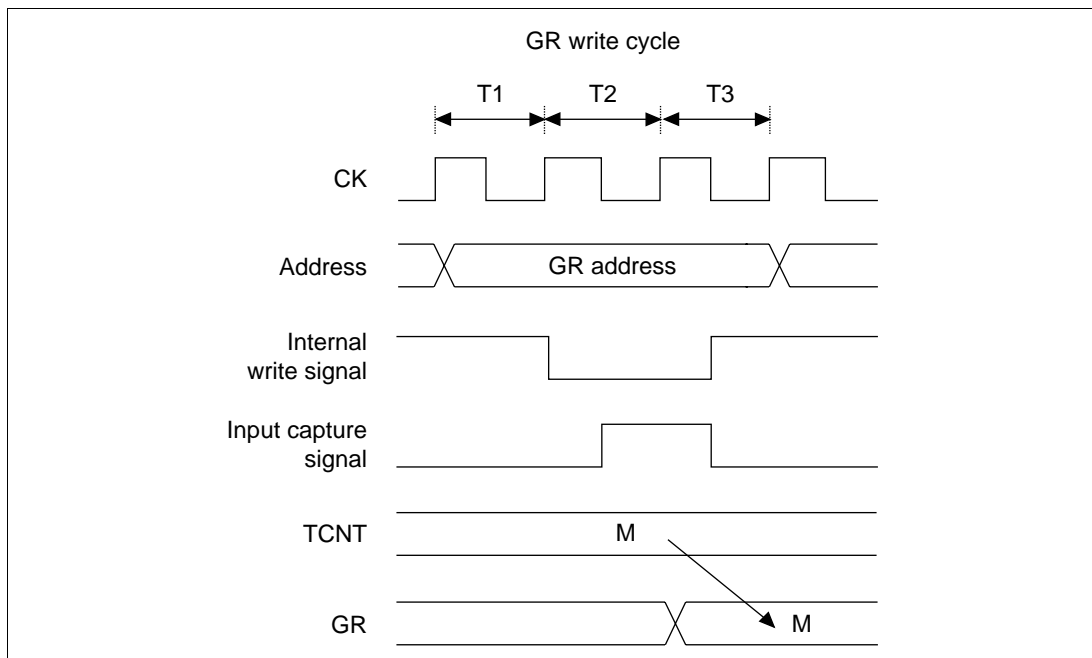 GR write cycle
T1 T2 T3
CK
Address GR address
Internal
write signal
Input capture
signal
TCNT M
GR M